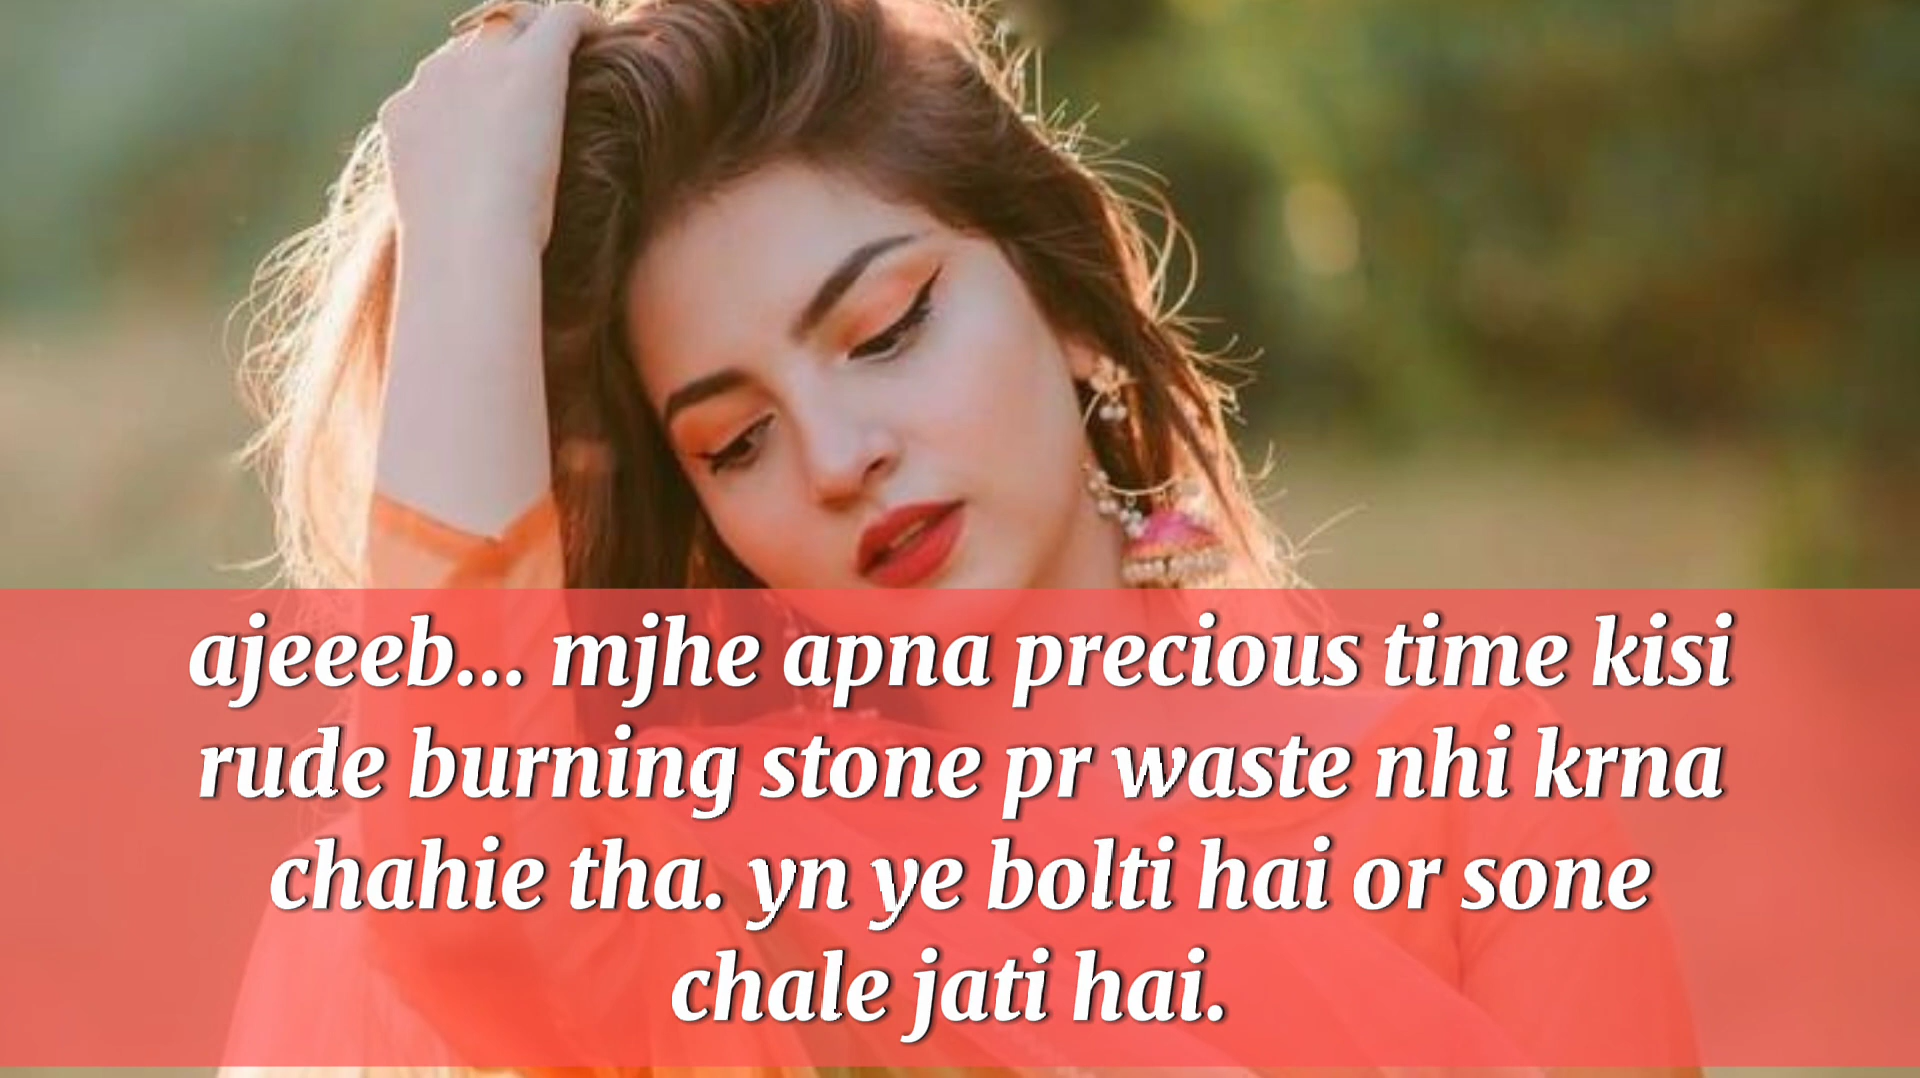 ajeeeb... mjhe apna precious time kisi
rude burning stone pr waste nhi krna
chahie tha. yn ye bolti hai or sone
chale jati hai.